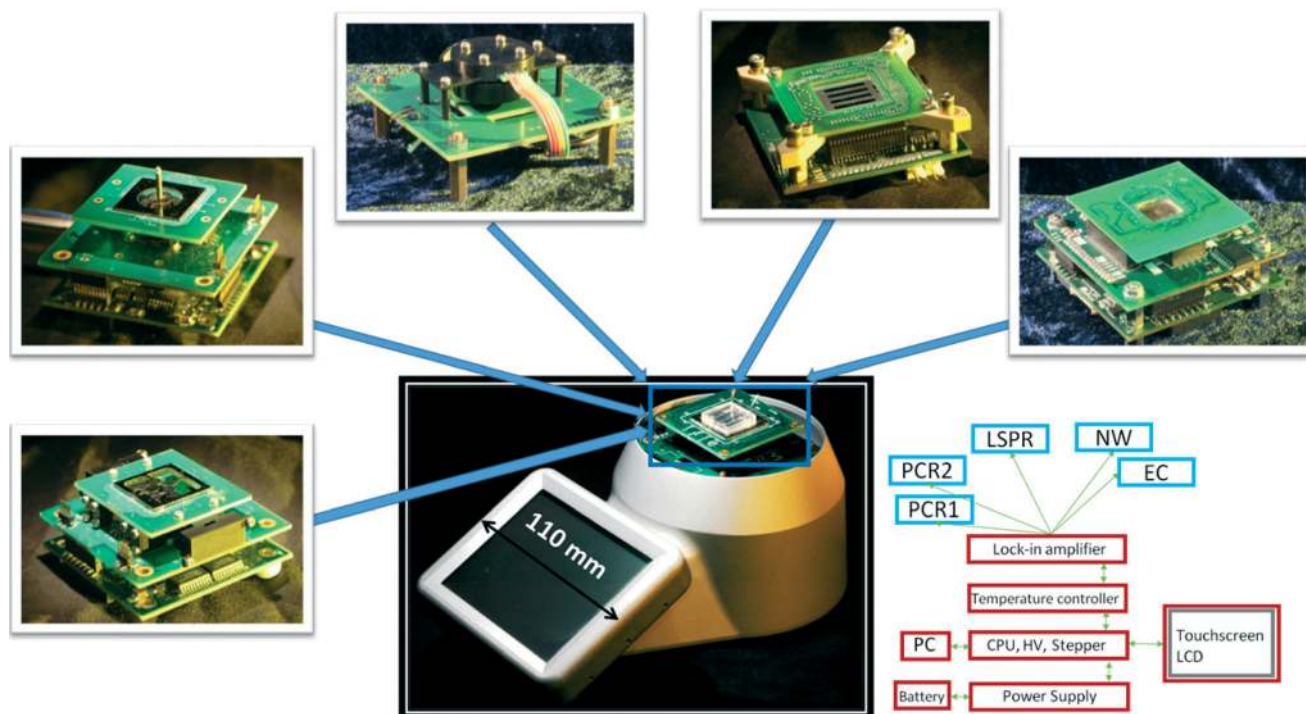 110 mm
LSPR
NW
PCR2
EC
PCR1
Lock-in amplifier
Temperature controller
PC
CPU, HV, Stepper
Touchscreen
LCD
Battery
Power Supply